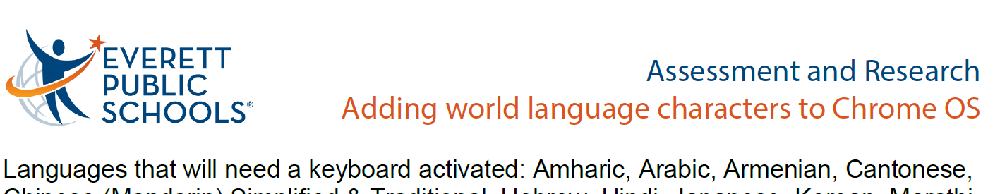 EVERETT
PUBLIC
SCHOOLS®
Assessment and Research
Adding world language characters to Chrome OS
Languages that will need a keyboard activated: Amharic, Arabic, Armenian, Cantonese,
Chinese (Mandarin) Simplified & Traditional, Hebrew, Hindi, Japanese, Korean, Marathi